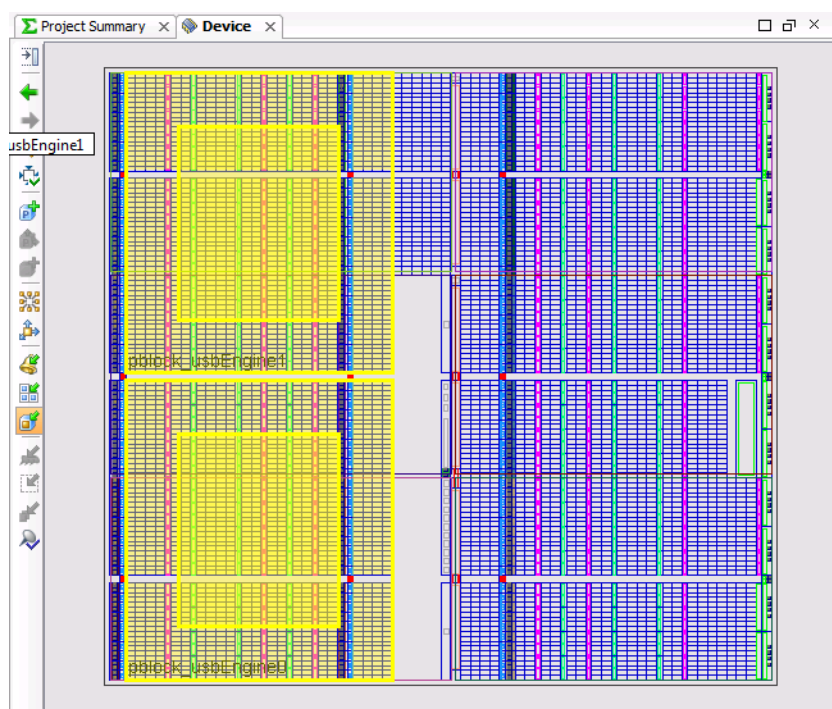 Project Summary
Device
usbEngine1
pblock_usbEngine1
pblock_usbEngine0